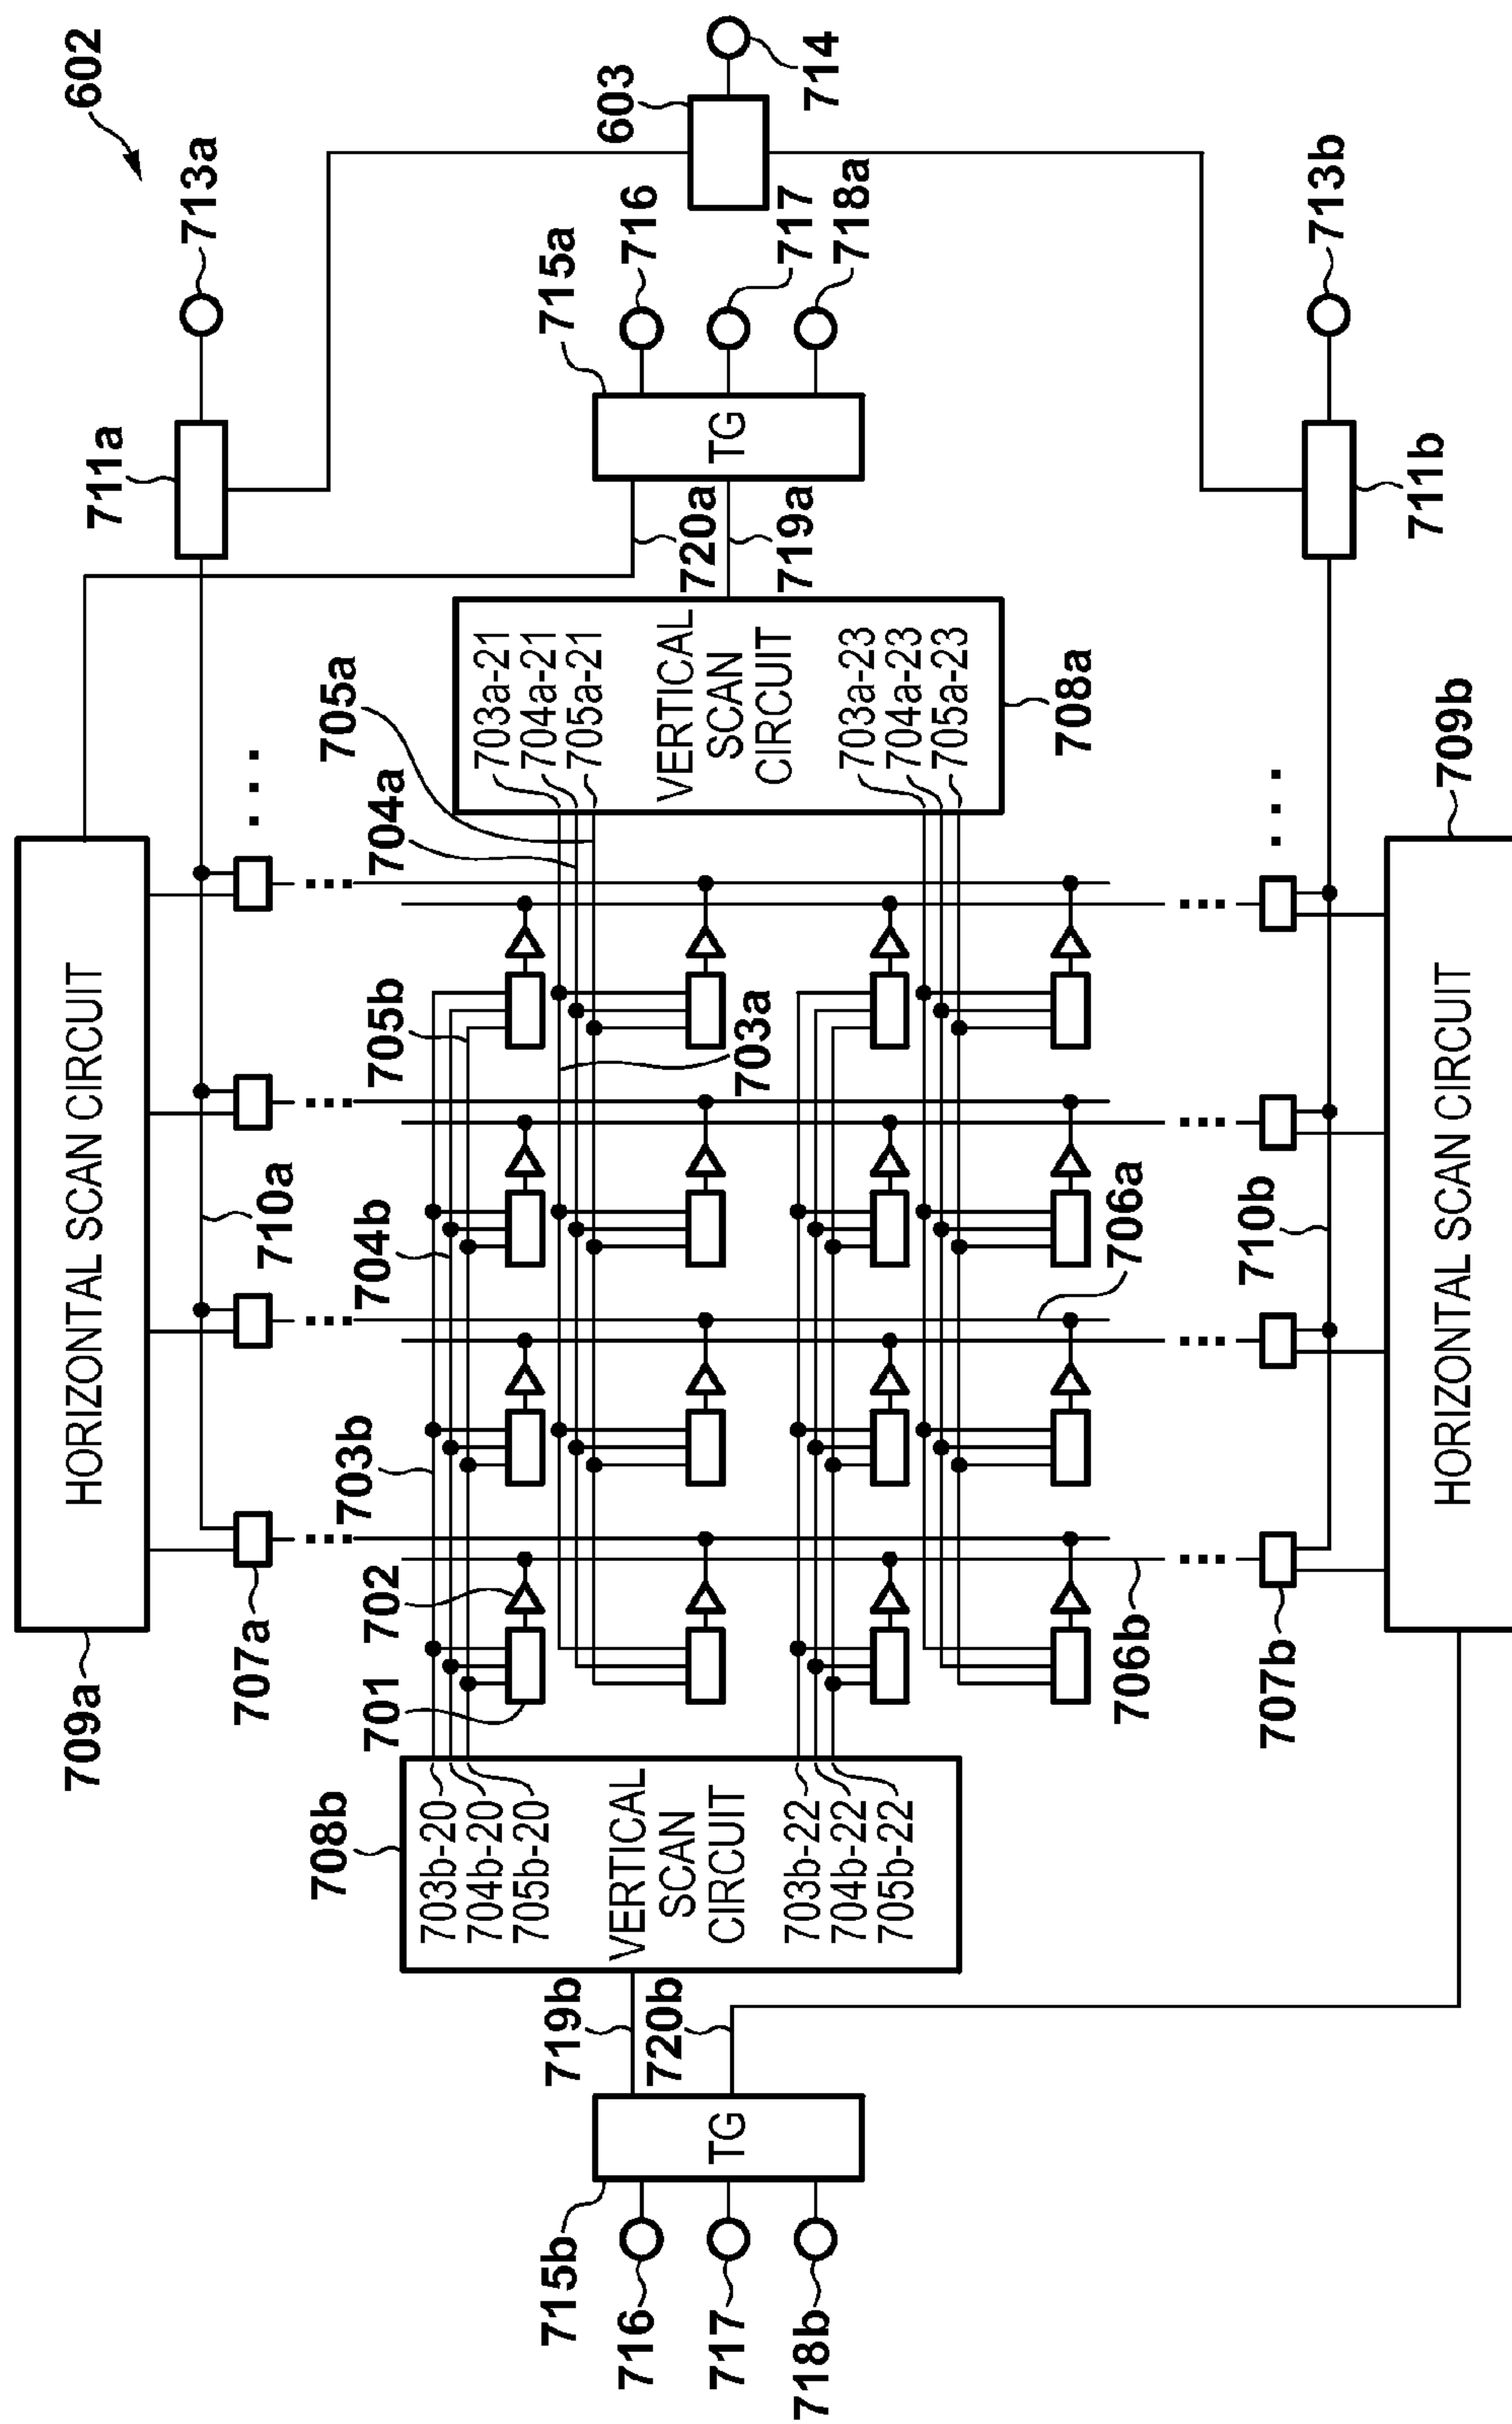 602
709a
HORIZONTAL SCAN CIRCUIT
707a
710a
711a
713a
603
714
708b
703b-20
704b-20
705b-20
VERTICAL
SCAN
CIRCUIT
703b-22
704b-22
705b-22
701
702
703b
704b
705b
704a
705a
703a
703a-21
704a-21
705a-21
VERTICAL
SCAN
CIRCUIT
703a-23
704a-23
705a-23
708a
720a
719a
715a
TG
716
717
718a
719b
720b
715b
TG
716
717
718b
706b
706a
707b
710b
711b
713b
HORIZONTAL SCAN CIRCUIT
709b